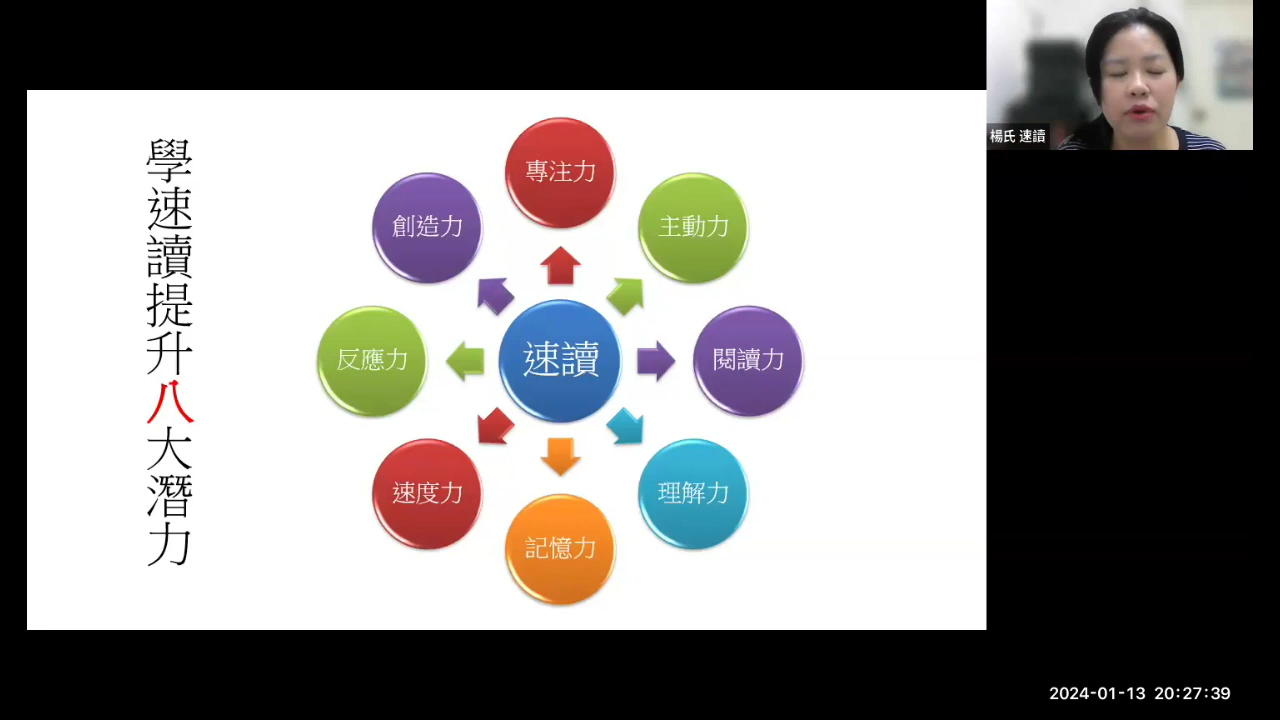 學速讀提升八大潛力
專注力
主動力
閱讀力
理解力
記憶力
速度力
反應力
創造力
速讀
楊氏 速讀
2024-01-13 20:27:39